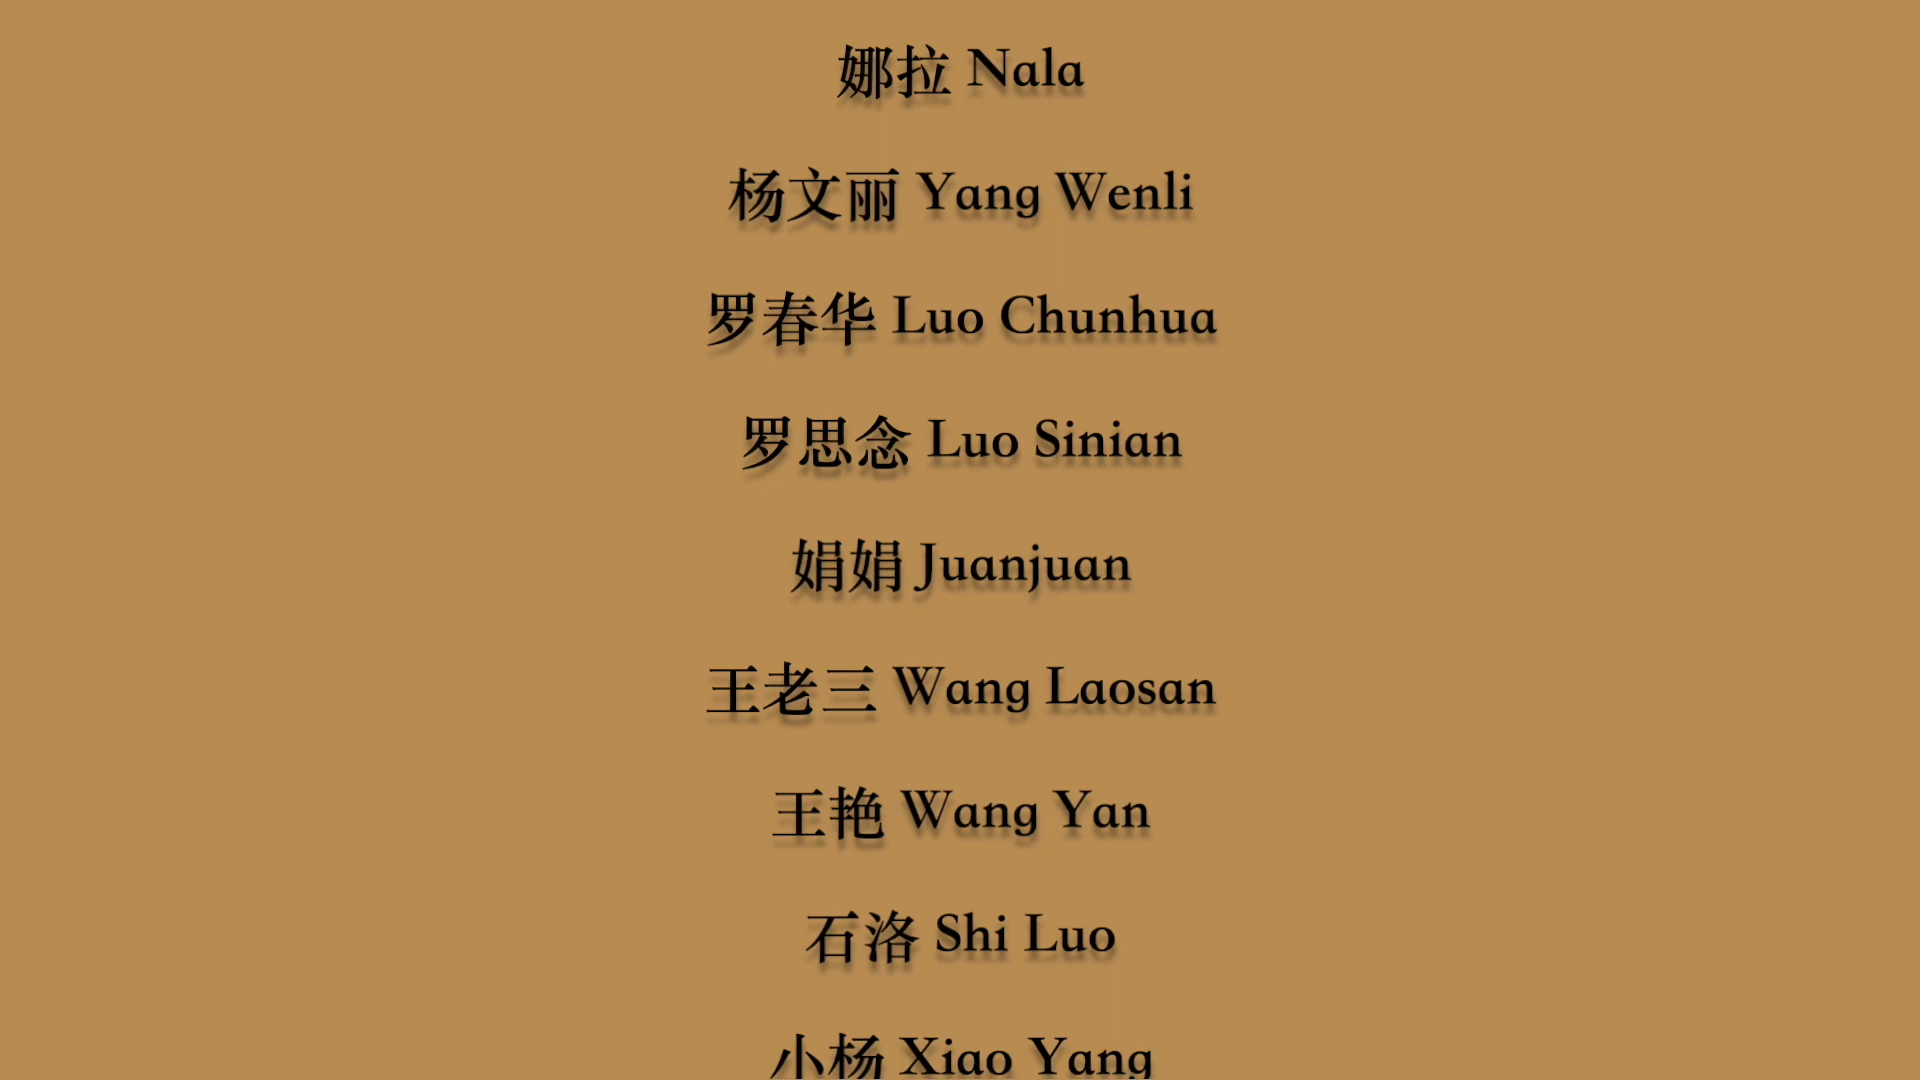 娜拉 Nala
杨文丽 Yang Wenli
罗春华 Luo Chunhua
罗思念 Luo Sinian
娟娟 Juanjuan
王老三 Wang Laosan
王艳 Wang Yan
石洛 Shi Luo
小杨 Xiao Yang